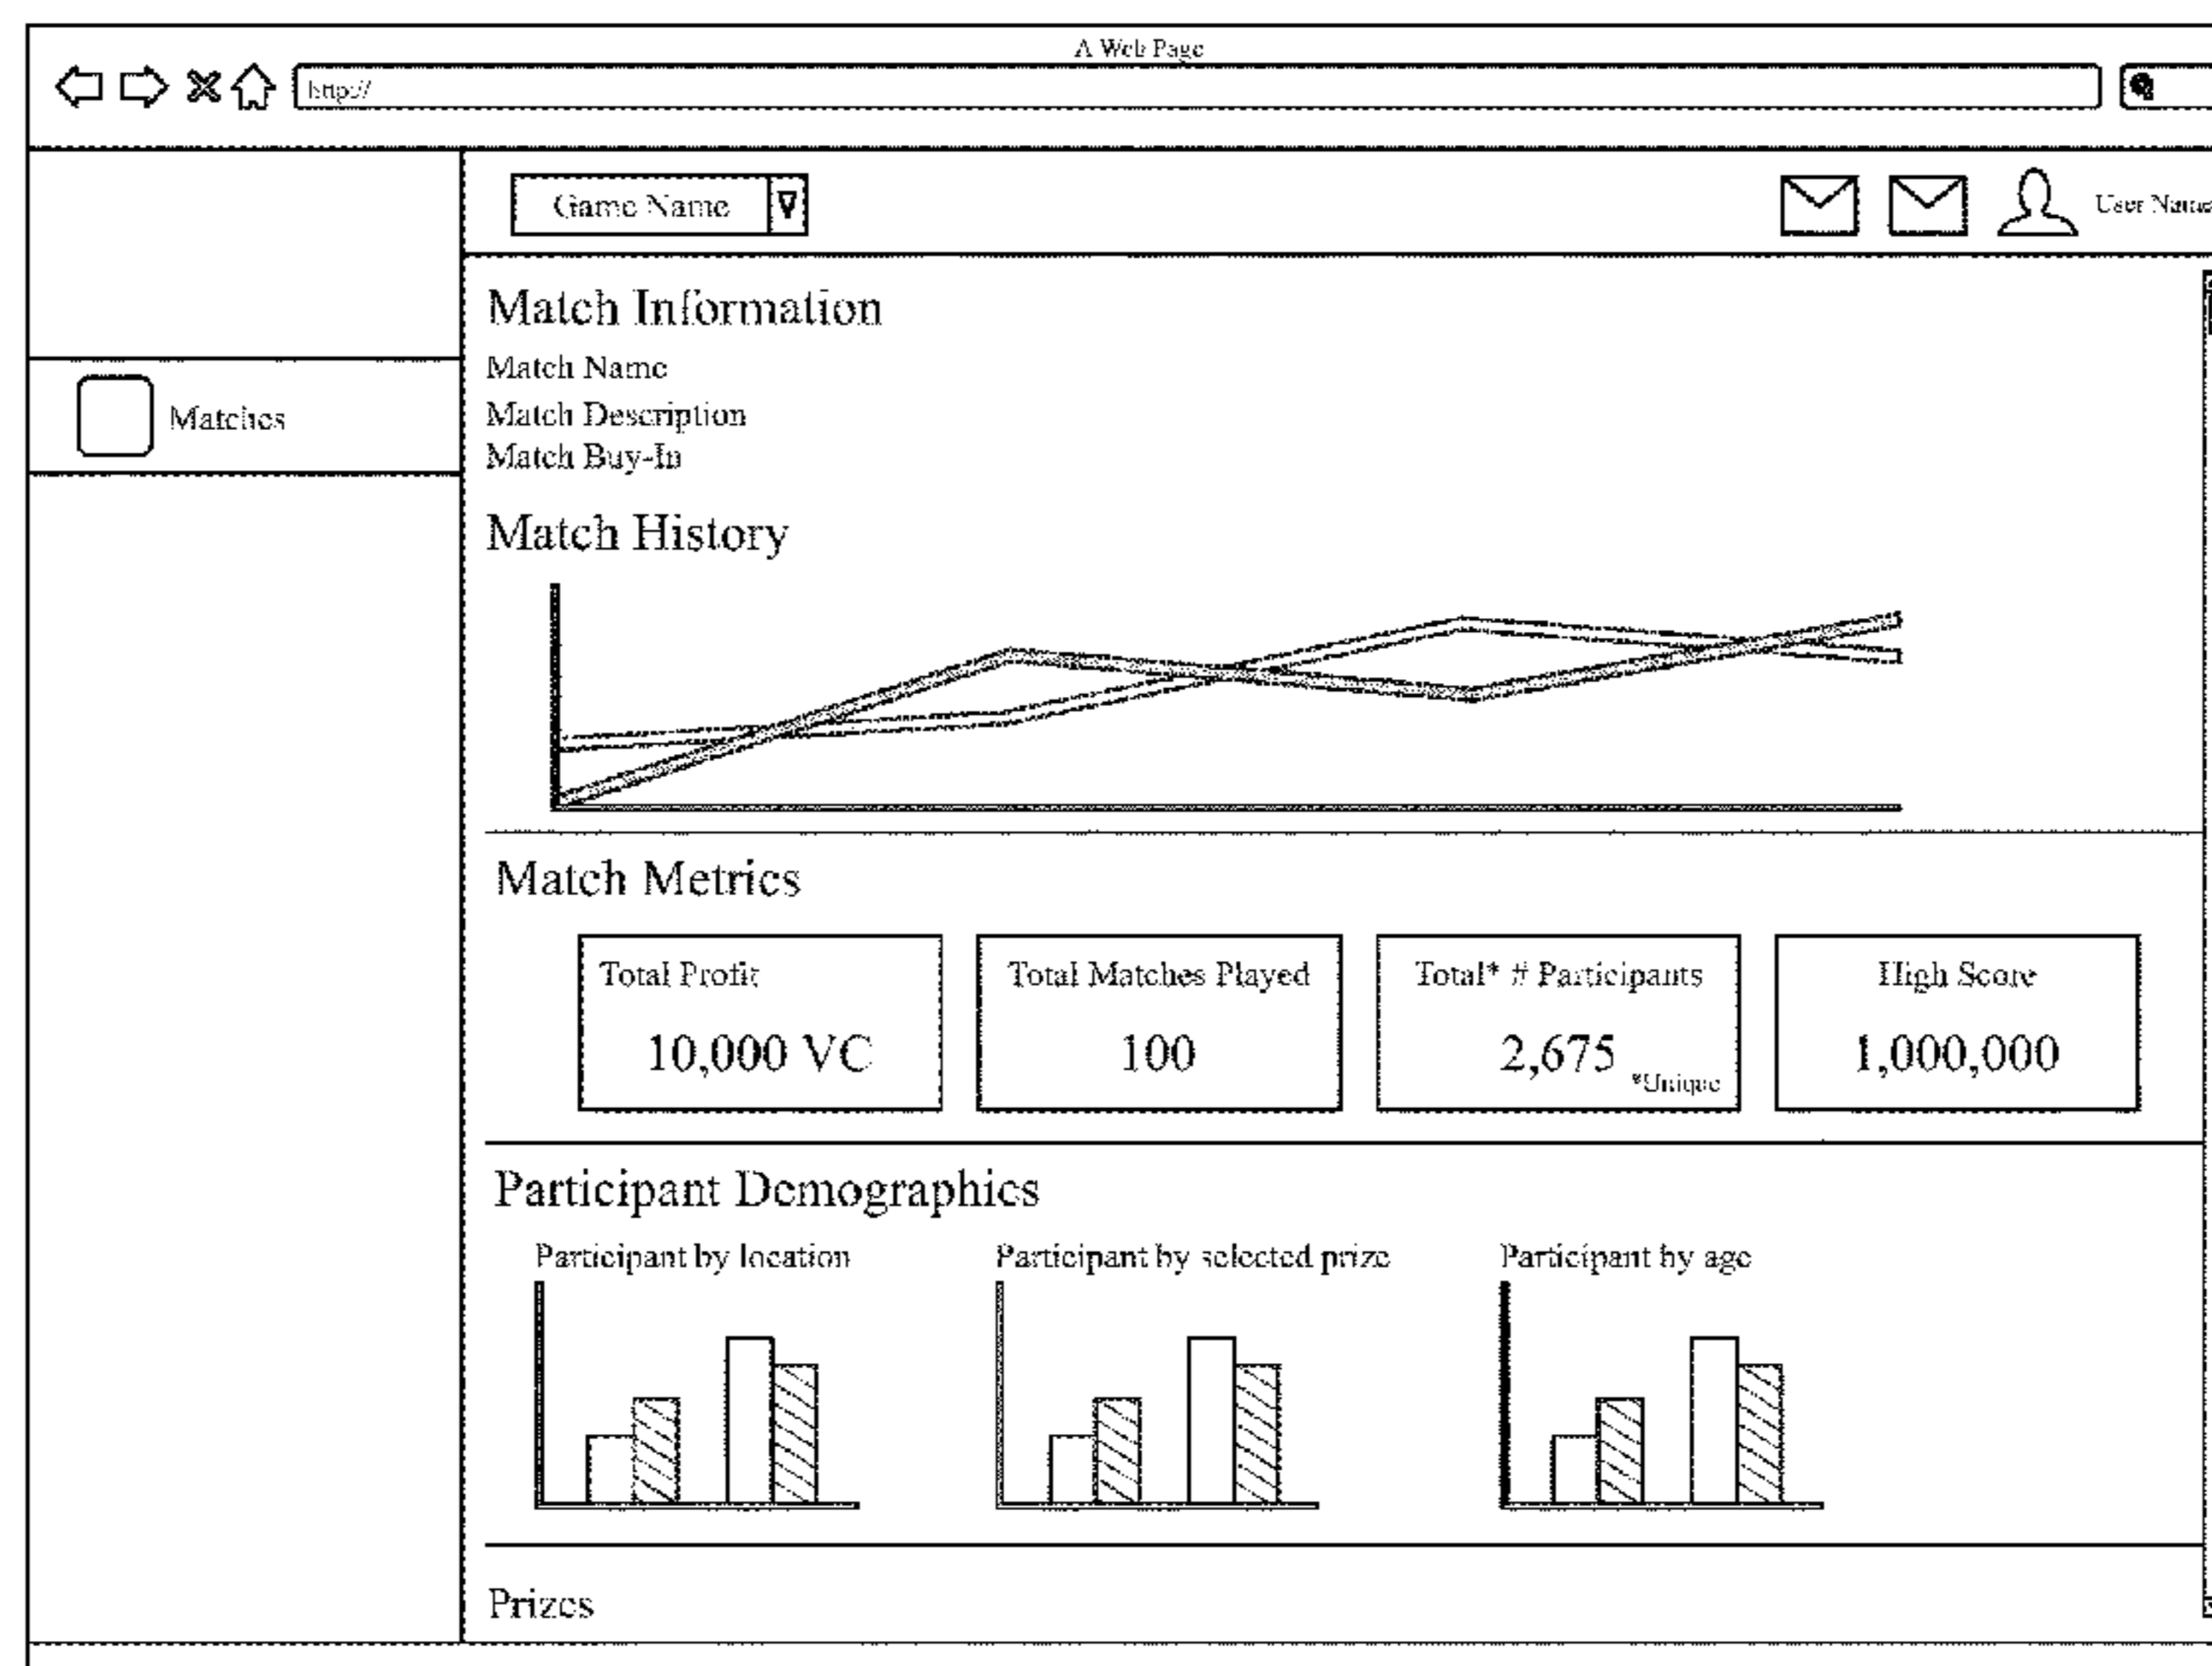 A Web Page
http://
Game Name
User Name
Matches
Match Information
Match Name
Match Description
Match Buy-In
Match History
Match Metrics
Total Profit
10,000 VC
Total Matches Played
100
Total* # Participants
2,675
*Unique
High Score
1,000,000
Participant Demographics
Participant by location
Participant by selected prize
Participant by age
Prizes